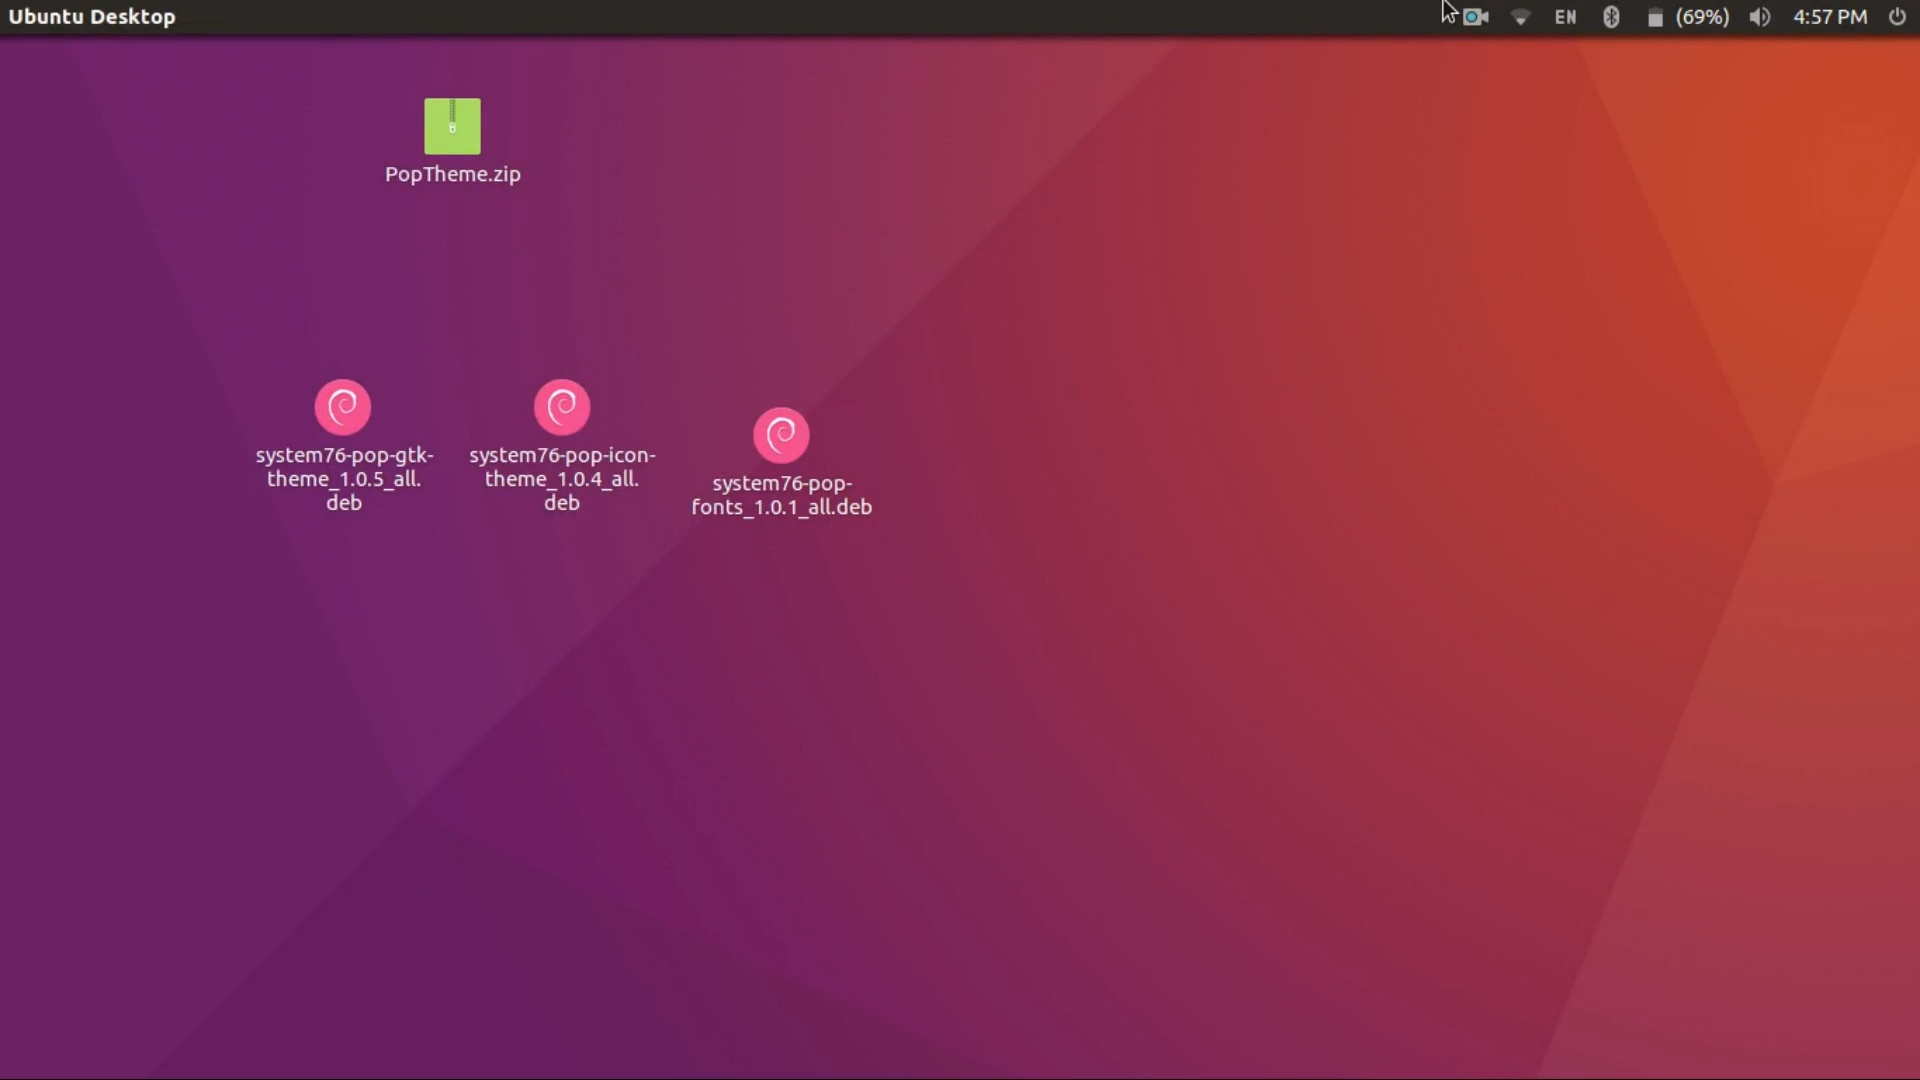 Ubuntu Desktop
EN
(69%)
4:57 PM
PopTheme.zip
system76-pop-gtk-
theme_1.0.5_all.
deb
system76-pop-icon-
theme_1.0.4_all.
deb
system76-pop-
fonts_1.0.1_all.deb